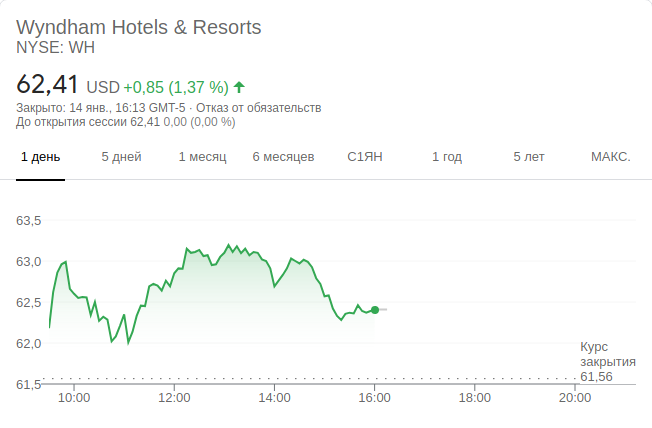 Wyndham Hotels & Resorts
NYSE: WH
62,41 USD +0,85 (1,37 %)
Закрыто: 14 янв., 16:13 GMT-5 · Отказ от обязательств
До открытия сессии 62,41 0,00 (0,00 %)
1 день 5 дней 1 месяц 6 месяцев С1ЯН 1 год 5 лет МАКС.
63,5
63,0
62,5
62,0
Курс
закрытия
61,56
61,5
10:00 12:00 14:00 16:00 18:00 20:00